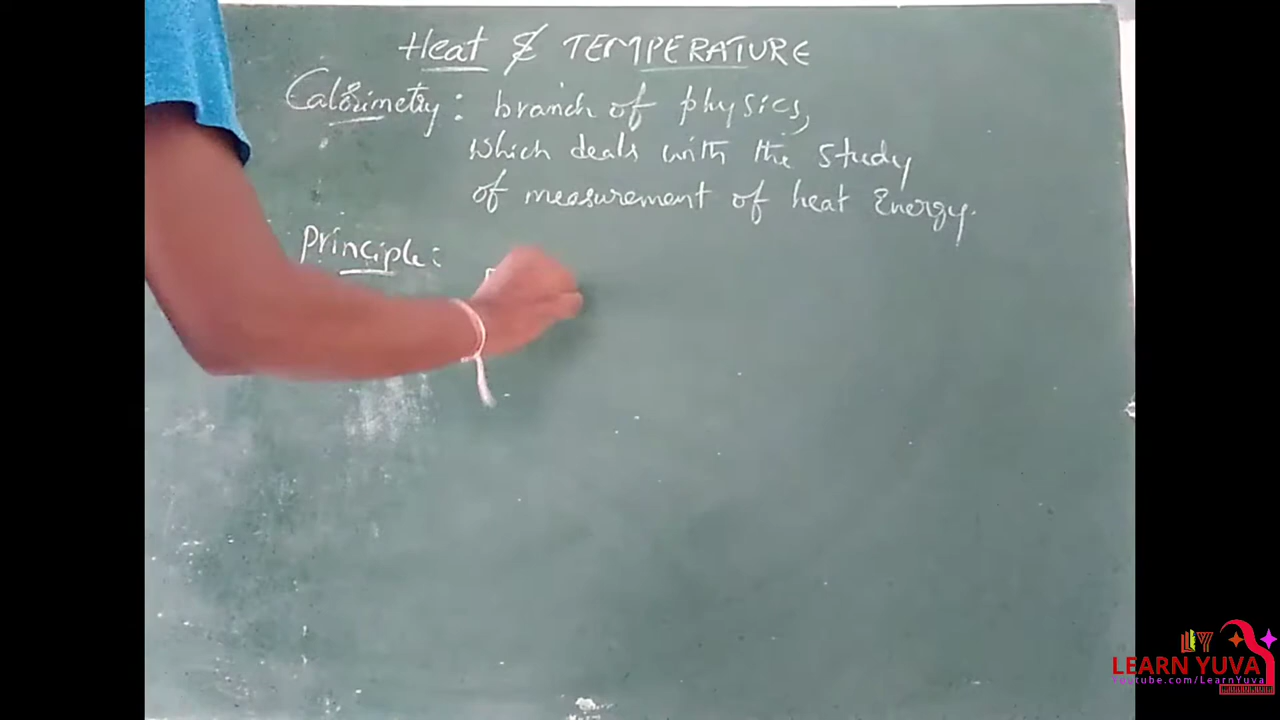 Heat & TEMPERATURE
Calorimetry: branch of physics,
which deals with the study
of measurement of heat Energy.
Principle:
LY
LEARN YUVA
Youtube.com/LearnYuva